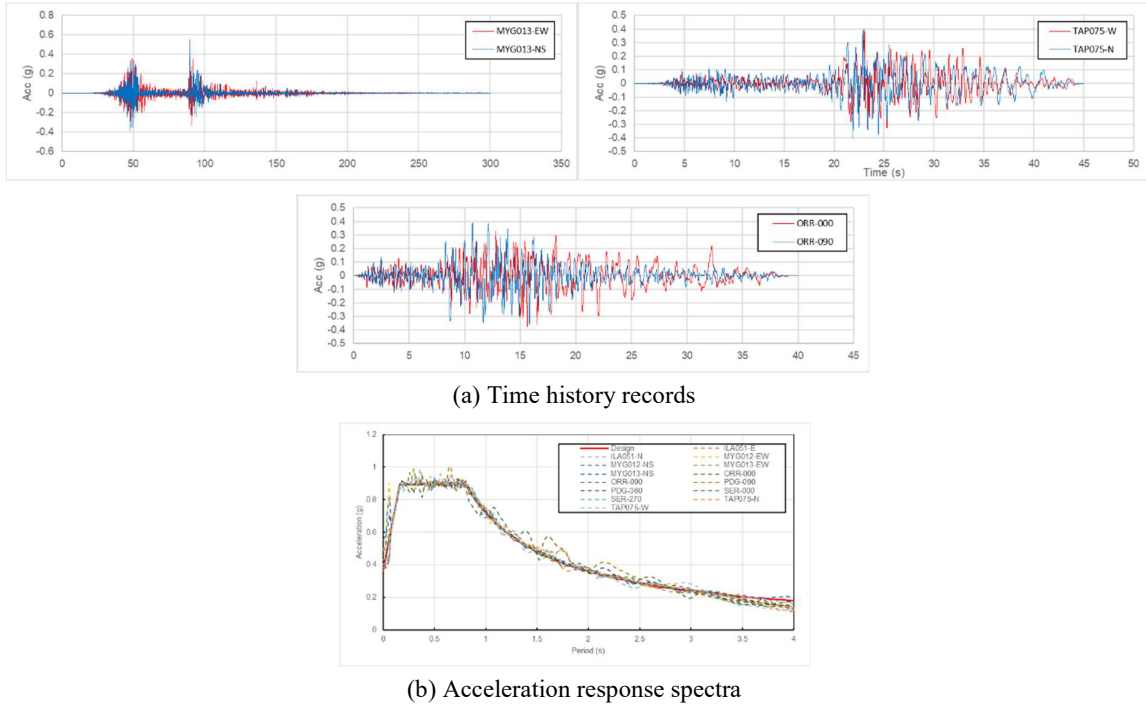 0.8
0.6
0.4
0.2
0
-0.2
-0.4
-0.6
Acc (g)
MYG013-EW
MYG013-NS
0 50 100 150 200 250 300 350
0.5
0.4
0.3
0.2
0.1
0
-0.1
-0.2
-0.3
-0.4
-0.5
Acc (g)
TAP075-W
TAP075-N
0 5 10 15 20 25 30 35 40 45 50
Time (s)
0.5
0.4
0.3
0.2
0.1
0
-0.1
-0.2
-0.3
-0.4
-0.5
Acc (g)
ORR-000
ORR-090
0 5 10 15 20 25 30 35 40 45
(a) Time history records
1.2
1
0.8
0.6
0.4
0.2
0
Acceleration (g)
Design ILA051-E
ILA051-N MYG012-EW
MYG012-NS MYG013-EW
MYG013-NS ORR-000
ORR-090 PDG-090
PDG-360 SER-000
SER-270 TAP075-N
TAP075-W
0 0.5 1 1.5 2 2.5 3 3.5 4
Period (s)
(b) Acceleration response spectra